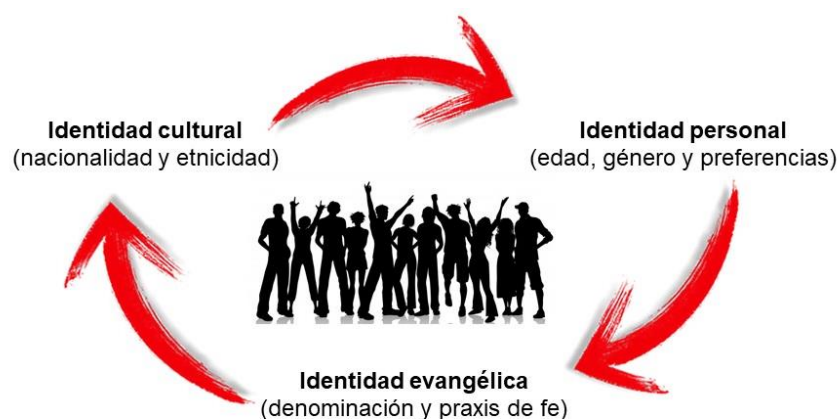 Identidad cultural
(nacionalidad y etnicidad)
Identidad personal
(edad, género y preferencias)
Identidad evangélica
(denominación y praxis de fe)